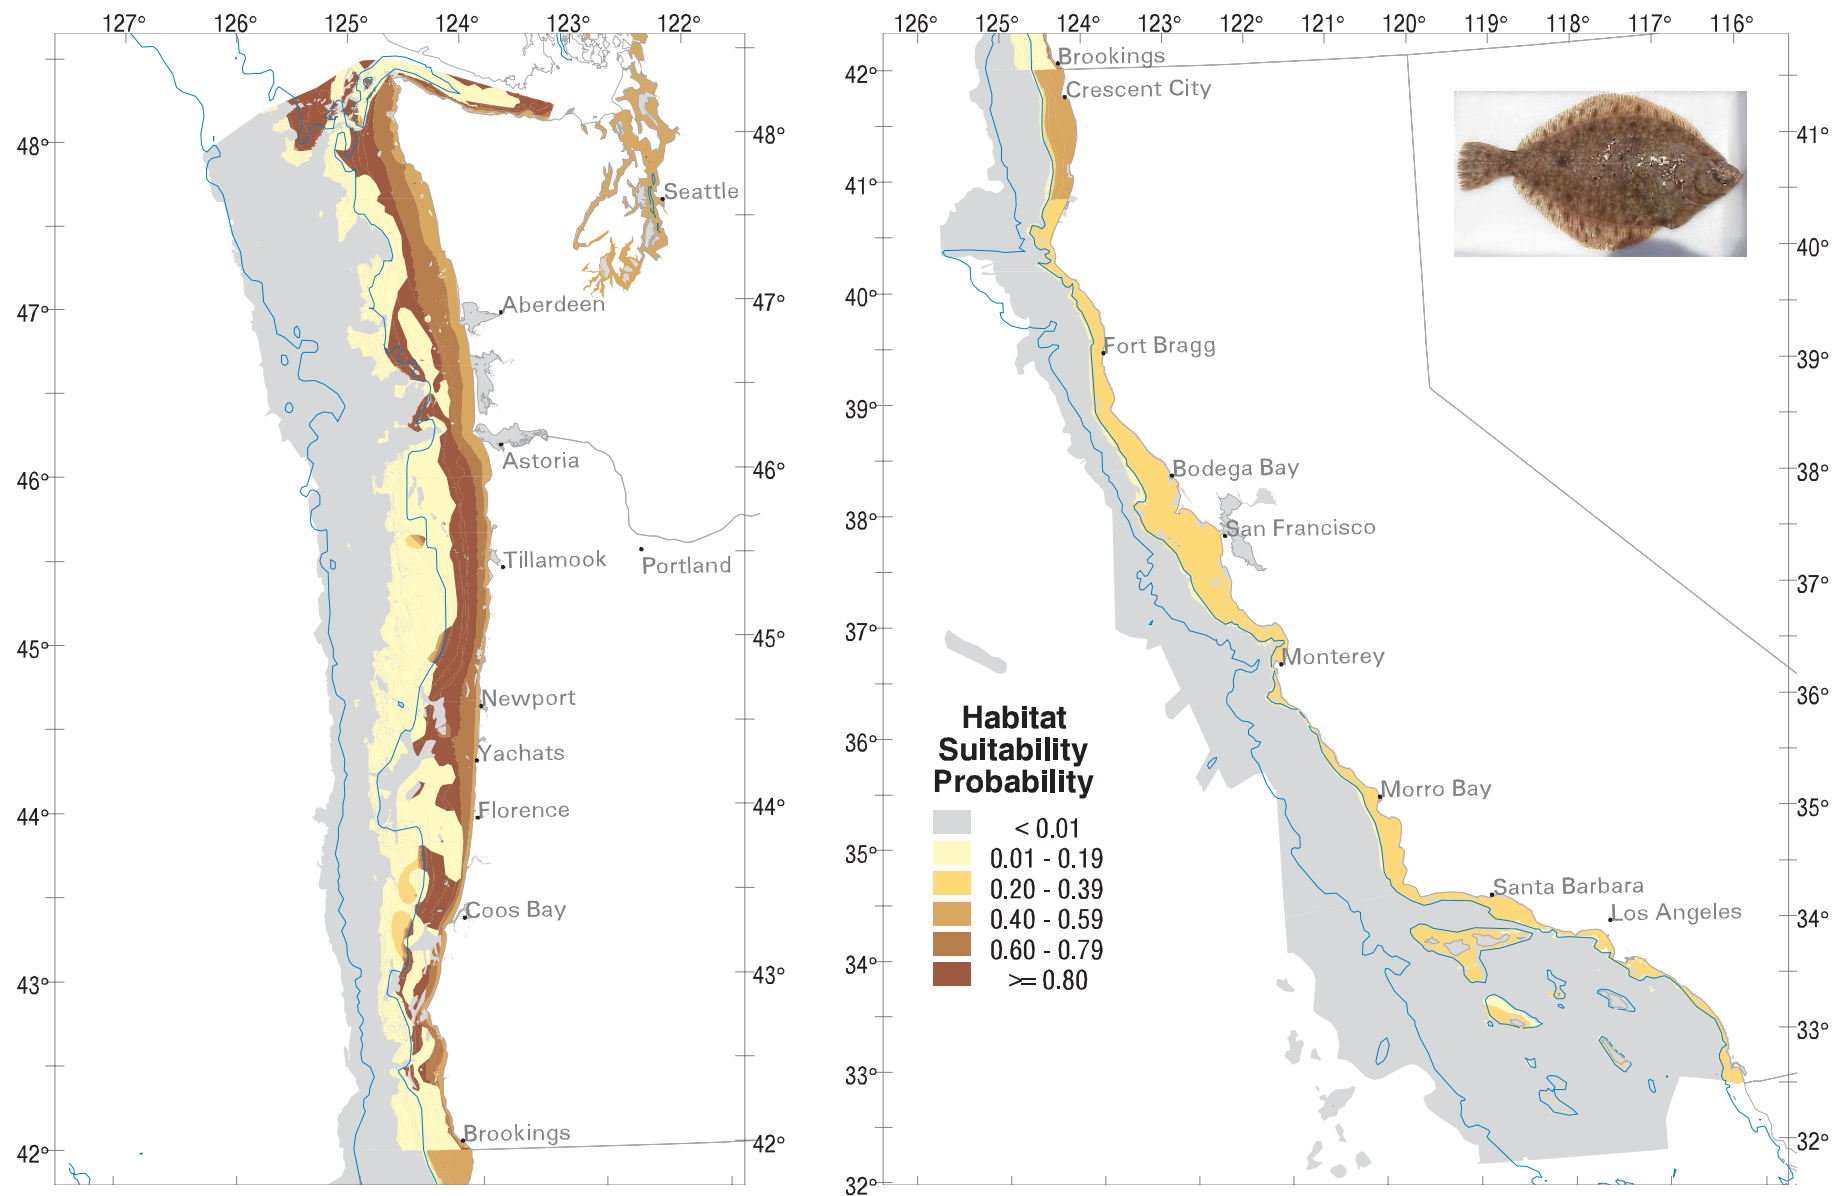 127° 126° 125° 124° 123° 122°
48°
47°
46°
45°
44°
43°
42°
48°
47°
46°
45°
44°
43°
42°
Seattle
Aberdeen
Astoria
Tillamook
Portland
Newport
Yachats
Florence
Coos Bay
Brookings
126° 125° 124° 123° 122° 121° 120° 119° 118° 117° 116°
42°
41°
40°
39°
38°
37°
36°
35°
34°
33°
32°
41°
40°
39°
38°
37°
36°
35°
34°
33°
32°
Brookings
Crescent City
Fort Bragg
Bodega Bay
San Francisco
Monterey
Morro Bay
Santa Barbara
Los Angeles
Habitat
Suitability
Probability
< 0.01
0.01 - 0.19
0.20 - 0.39
0.40 - 0.59
0.60 - 0.79
>= 0.80